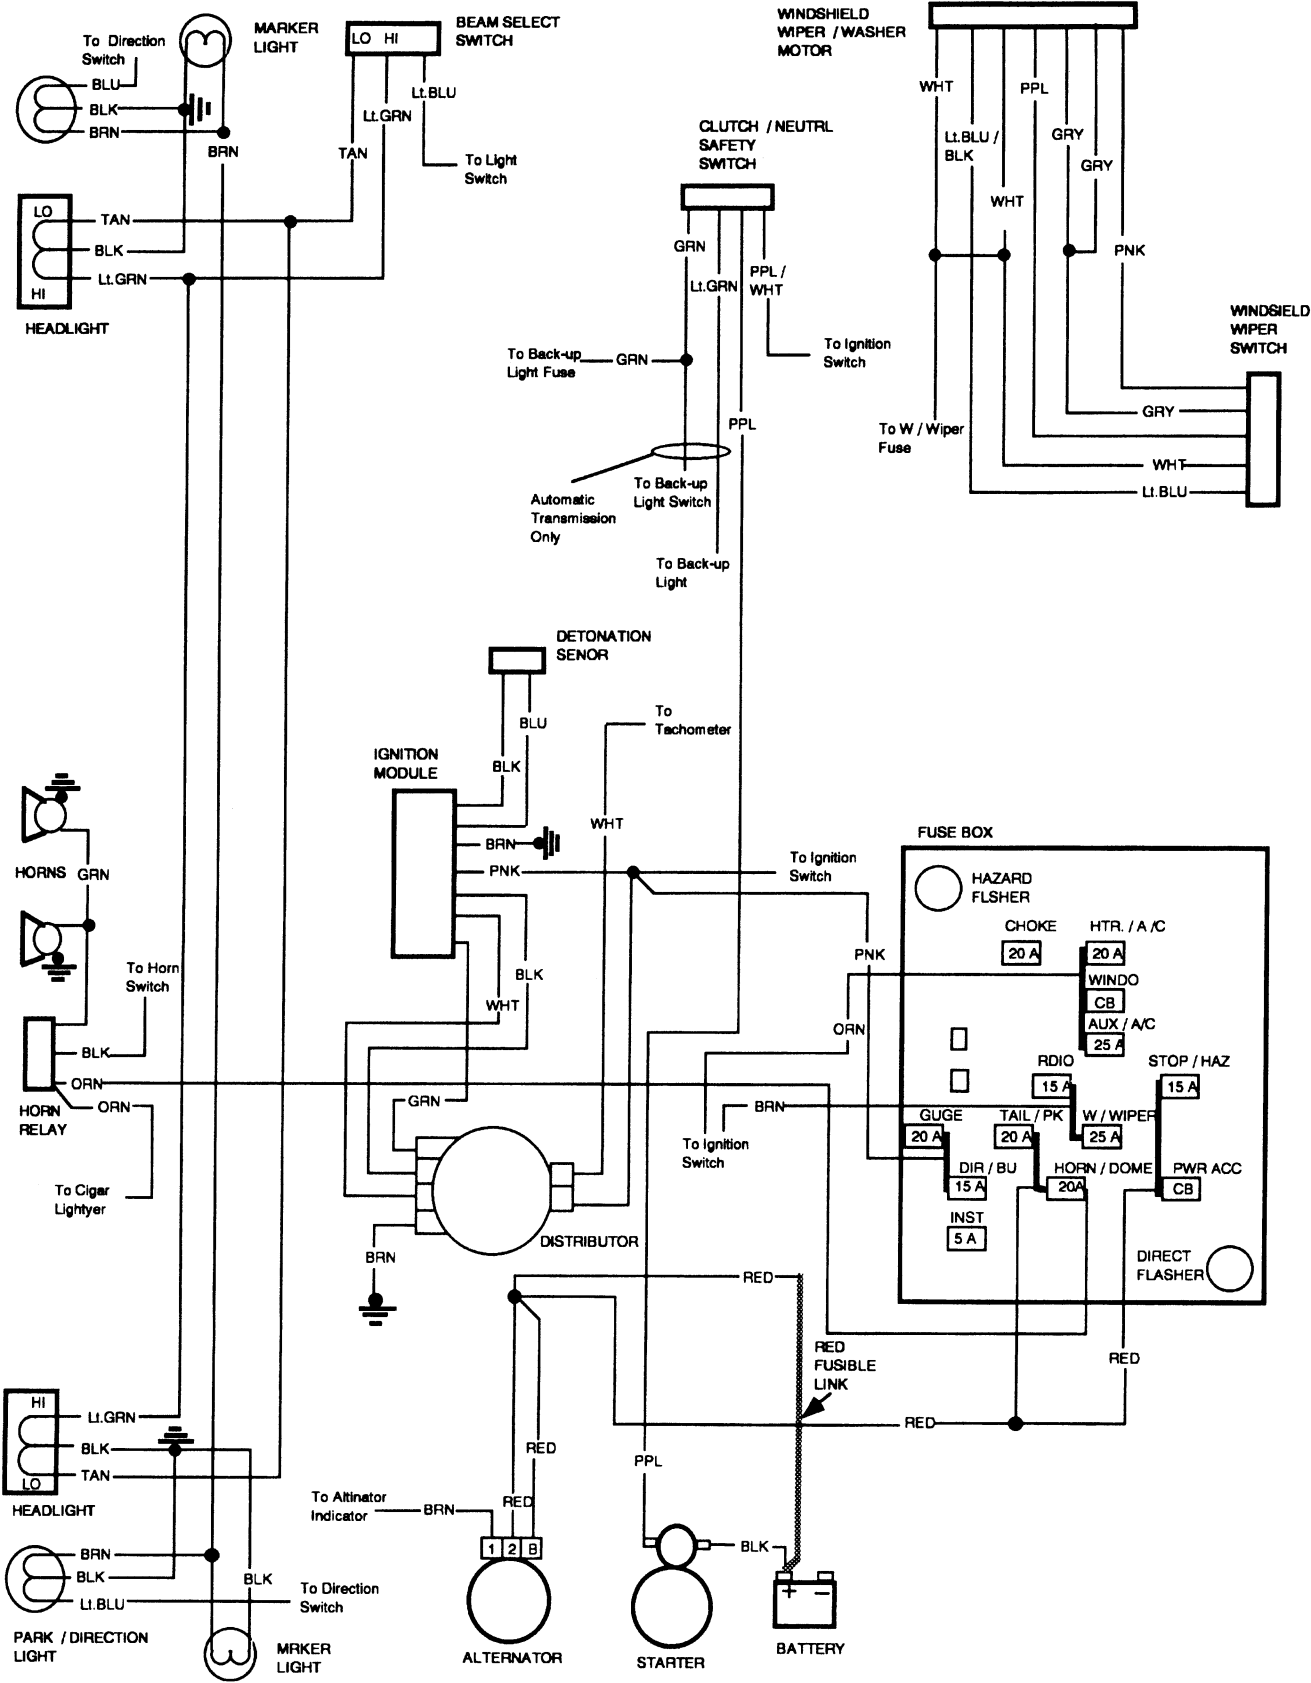 MARKER
LIGHT
To Direction
Switch
BLU
BLK
BRN
BRN
BEAM SELECT
SWITCH
LO HI
Lt.BLU
Lt.GRN
TAN
To Light
Switch
LO
HI
TAN
BLK
Lt.GRN
HEADLIGHT
WINDSHIELD
WIPER / WASHER
MOTOR
WHT
Lt.BLU /
BLK
WHT
PPL
GRY
GRY
PNK
CLUTCH / NEUTRL
SAFETY
SWITCH
GRN
Lt.GRN
PPL /
WHT
To Back-up
Light Fuse
GRN
To Ignition
Switch
PPL
To Back-up
Light Switch
Automatic
Transmission
Only
To Back-up
Light
To W / Wiper
Fuse
WINDSIELD
WIPER
SWITCH
GRY
WHT
Lt.BLU
DETONATION
SENOR
BLU
BLK
To
Tachometer
IGNITION
MODULE
WHT
BRN
PNK
To Ignition
Switch
BLK
WHT
GRN
HORNS
GRN
To Horn
Switch
BLK
ORN
ORN
HORN
RELAY
To Cigar
Lightyer
BRN
DISTRIBUTOR
PNK
ORN
BRN
To Ignition
Switch
FUSE BOX
HAZARD
FLSHER
CHOKE
20 A
HTR. / A /C
20 A
WINDO
CB
AUX / A/C
25 A
RDIO
15 A
STOP / HAZ
15 A
GUGE
20 A
TAIL / PK
20 A
W / WIPER
25 A
DIR / BU
15 A
HORN / DOME
20A
PWR ACC
CB
INST
5 A
DIRECT
FLASHER
RED
RED
FUSIBLE
LINK
RED
RED
RED
RED
PPL
To Altinator
Indicator
BRN
1 2 B
ALTERNATOR
BLK
STARTER
+ –
BATTERY
HI
LO
Lt.GRN
BLK
TAN
HEADLIGHT
BRN
BLK
Lt.BLU
BLK
To Direction
Switch
PARK / DIRECTION
LIGHT
MRKER
LIGHT